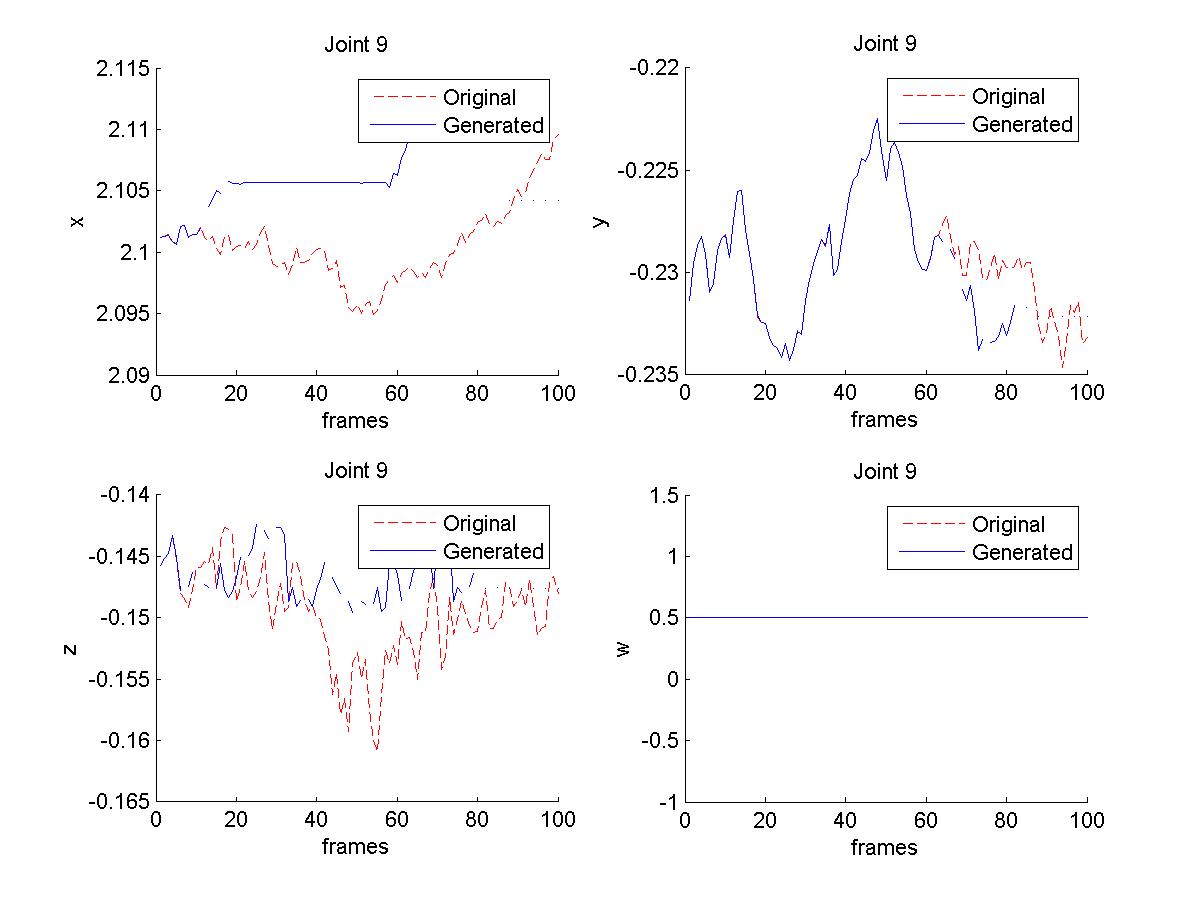 Joint 9
2.115
2.11
2.105
2.1
2.095
2.09
x
0 20 40 60 80 100
frames
Original
Generated
Joint 9
-0.22
-0.225
-0.23
-0.235
y
0 20 40 60 80 100
frames
Original
Generated
Joint 9
-0.14
-0.145
-0.15
-0.155
-0.16
-0.165
z
0 20 40 60 80 100
frames
Original
Generated
Joint 9
1.5
1
0.5
0
-0.5
-1
w
0 20 40 60 80 100
frames
Original
Generated